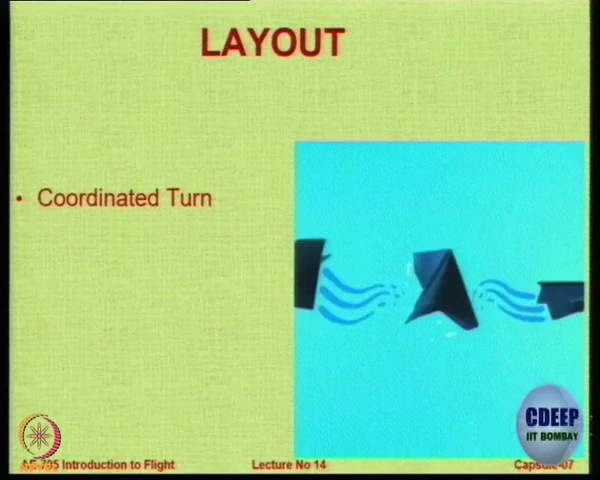 LAYOUT
• Coordinated Turn
CDEEP
IIT BOMBAY
AE-705 Introduction to Flight Lecture No 14 Capsule-07